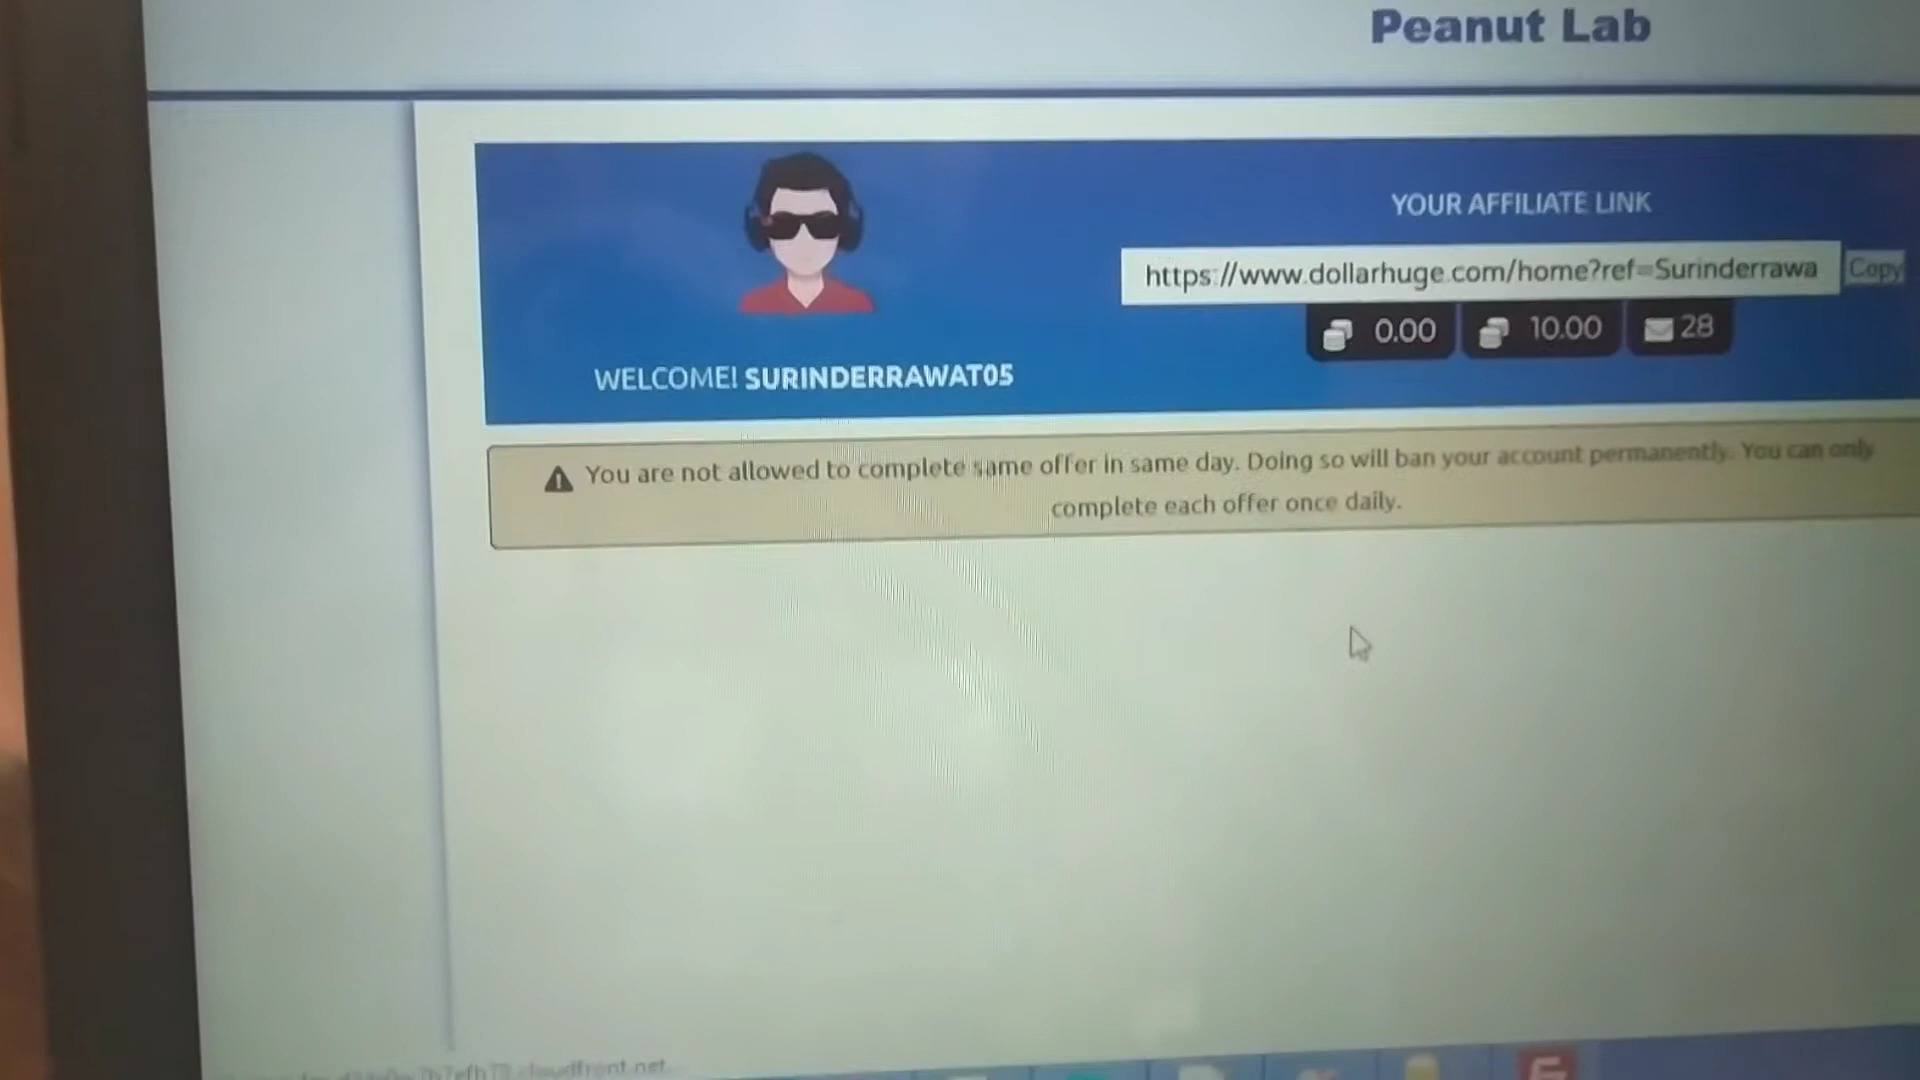 Peanut Lab
YOUR AFFILIATE LINK
https://www.dollarhuge.com/home?ref=Surinderrawa Copy
0.00 10.00 28
WELCOME! SURINDERRAWAT05
You are not allowed to complete same offer in same day. Doing so will ban your account permanently. You can only
complete each offer once daily.
cloudfront.net